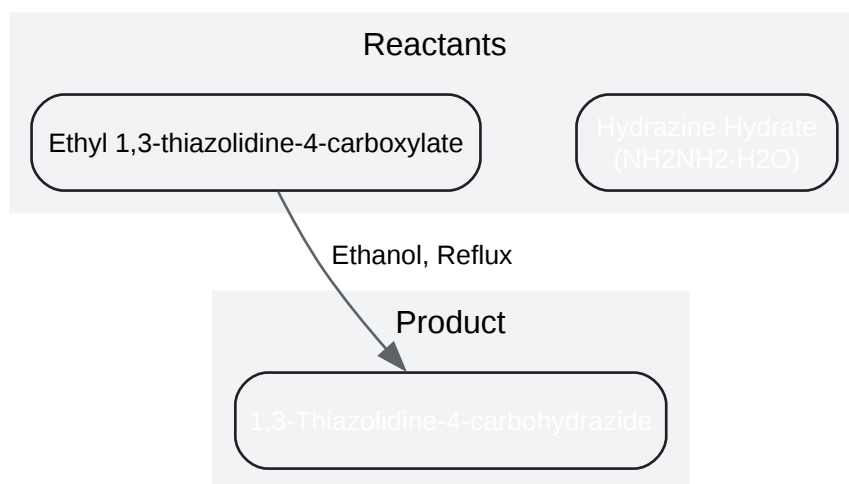 Reactants
Ethyl 1,3-thiazolidine-4-carboxylate
Hydrazine Hydrate
(NH2NH2·H2O)
Ethanol, Reflux
Product
1,3-Thiazolidine-4-carbohydrazide